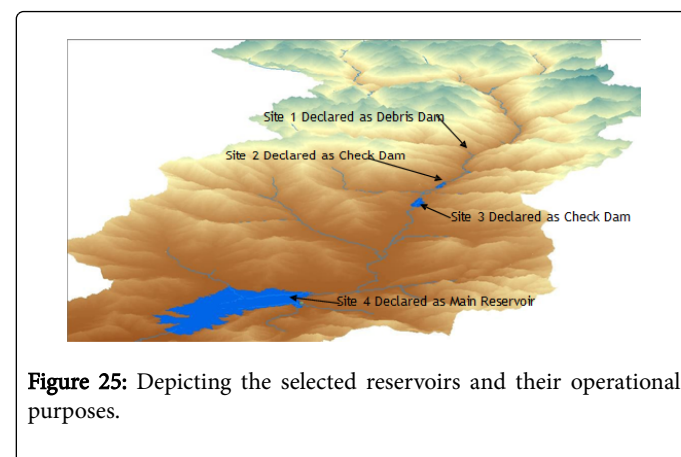 Site 1 Declared as Debris Dam
Site 2 Declared as Check Dam
Site 3 Declared as Check Dam
Site 4 Declared as Main Reservoir
Figure 25: Depicting the selected reservoirs and their operational
purposes.